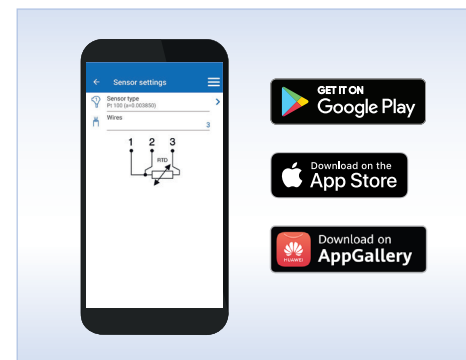 Sensor settings
Sensor type
Pt 100 (α=0.003850)
Wires
3
1 2 3
RTD
GET IT ON
Google Play
Download on the
App Store
HUAWEI
Download on
AppGallery